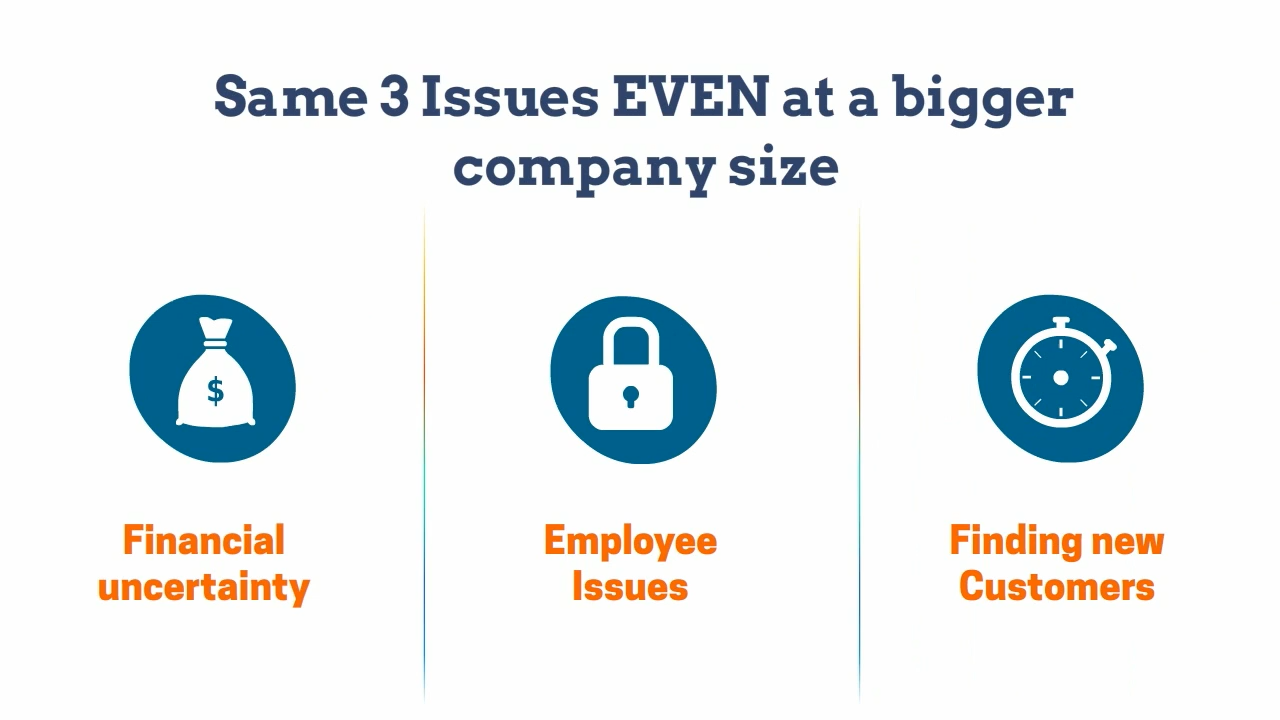 Same 3 Issues EVEN at a bigger
company size
$
Financial
uncertainty
Employee
Issues
Finding new
Customers